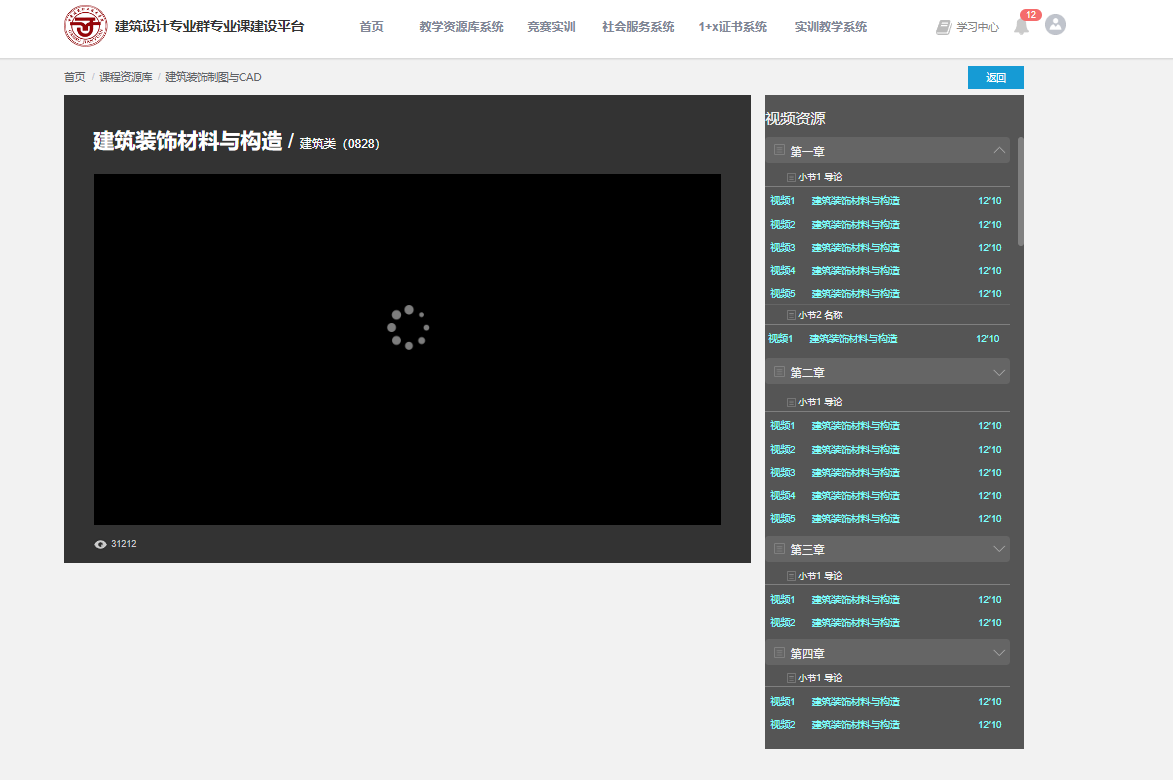 建筑设计专业群专业课建设平台 首页 教学资源库系统 竞赛实训 社会服务系统 1+x证书系统 实训教学系统 学习中心 12
首页 / 课程资源库 / 建筑装饰制图与CAD 返回
建筑装饰材料与构造 / 建筑类（0828）
31212
视频资源
第一章
小节1 导论
视频1 建筑装饰材料与构造 12'10
视频2 建筑装饰材料与构造 12'10
视频3 建筑装饰材料与构造 12'10
视频4 建筑装饰材料与构造 12'10
视频5 建筑装饰材料与构造 12'10
小节2 名称
视频1 建筑装饰材料与构造 12'10
第二章
小节1 导论
视频1 建筑装饰材料与构造 12'10
视频2 建筑装饰材料与构造 12'10
视频3 建筑装饰材料与构造 12'10
视频4 建筑装饰材料与构造 12'10
视频5 建筑装饰材料与构造 12'10
第三章
小节1 导论
视频1 建筑装饰材料与构造 12'10
视频2 建筑装饰材料与构造 12'10
第四章
小节1 导论
视频1 建筑装饰材料与构造 12'10
视频2 建筑装饰材料与构造 12'10